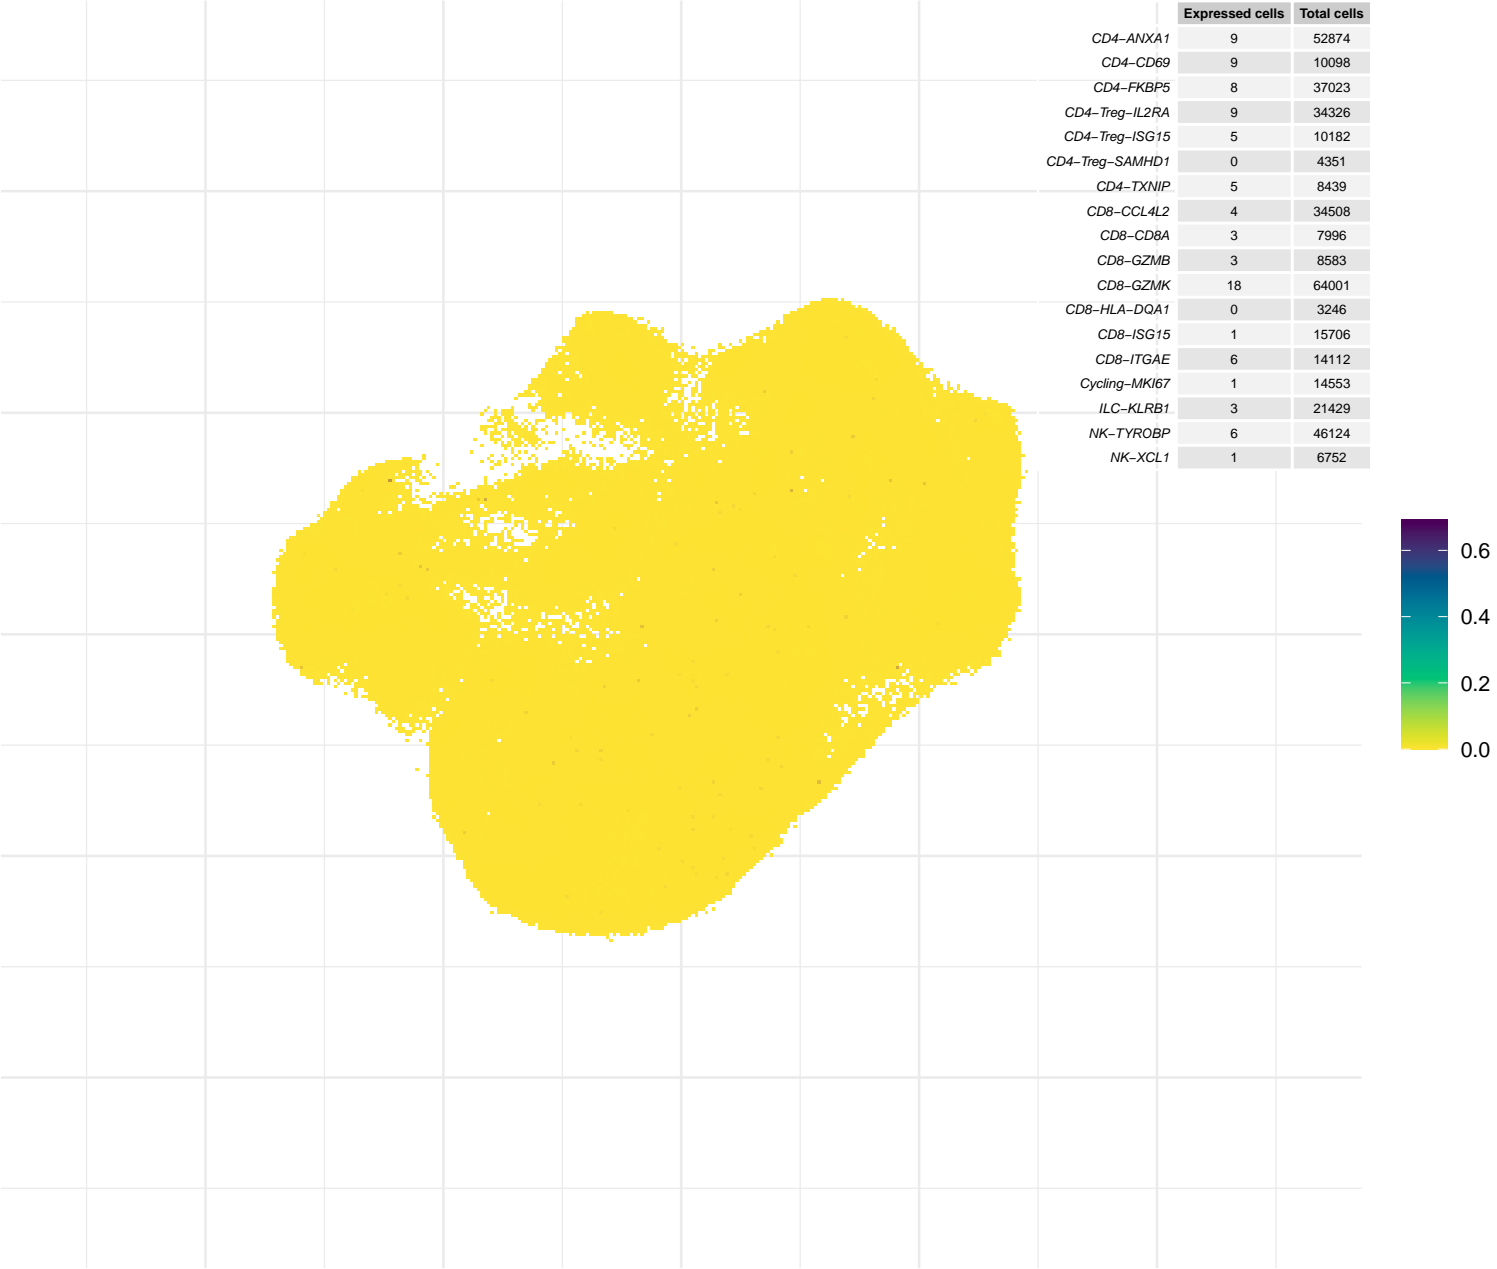 Expressed cells Total cells
CD4−ANXA1 9 52874
CD4−CD69 9 10098
CD4−FKBP5 8 37023
CD4−Treg−IL2RA 9 34326
CD4−Treg−ISG15 5 10182
CD4−Treg−SAMHD1 0 4351
CD4−TXNIP 5 8439
CD8−CCL4L2 4 34508
CD8−CD8A 3 7996
CD8−GZMB 3 8583
CD8−GZMK 18 64001
CD8−HLA−DQA1 0 3246
CD8−ISG15 1 15706
CD8−ITGAE 6 14112
Cycling−MKI67 1 14553
ILC−KLRB1 3 21429
NK−TYROBP 6 46124
NK−XCL1 1 6752
0.6
0.4
0.2
0.0